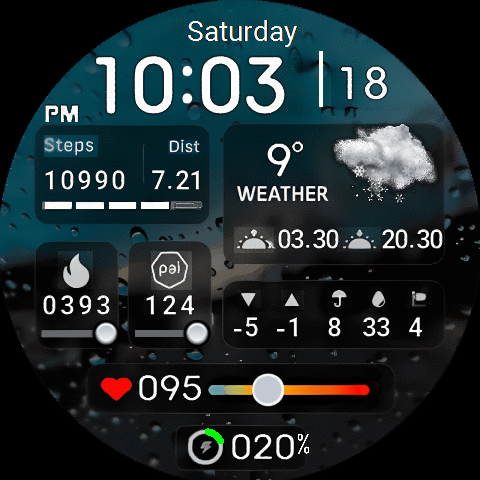 Saturday
10:03 18
PM
Steps Dist
10990 7.21
9°
WEATHER
03.30 20.30
0393
pəi
124
-5 -1 8 33 4
095
020%